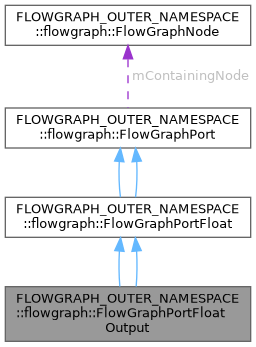 FLOWGRAPH_OUTER_NAMESPACE
::flowgraph::FlowGraphNode
mContainingNode
FLOWGRAPH_OUTER_NAMESPACE
::flowgraph::FlowGraphPort
FLOWGRAPH_OUTER_NAMESPACE
::flowgraph::FlowGraphPortFloat
FLOWGRAPH_OUTER_NAMESPACE
::flowgraph::FlowGraphPortFloat
Output